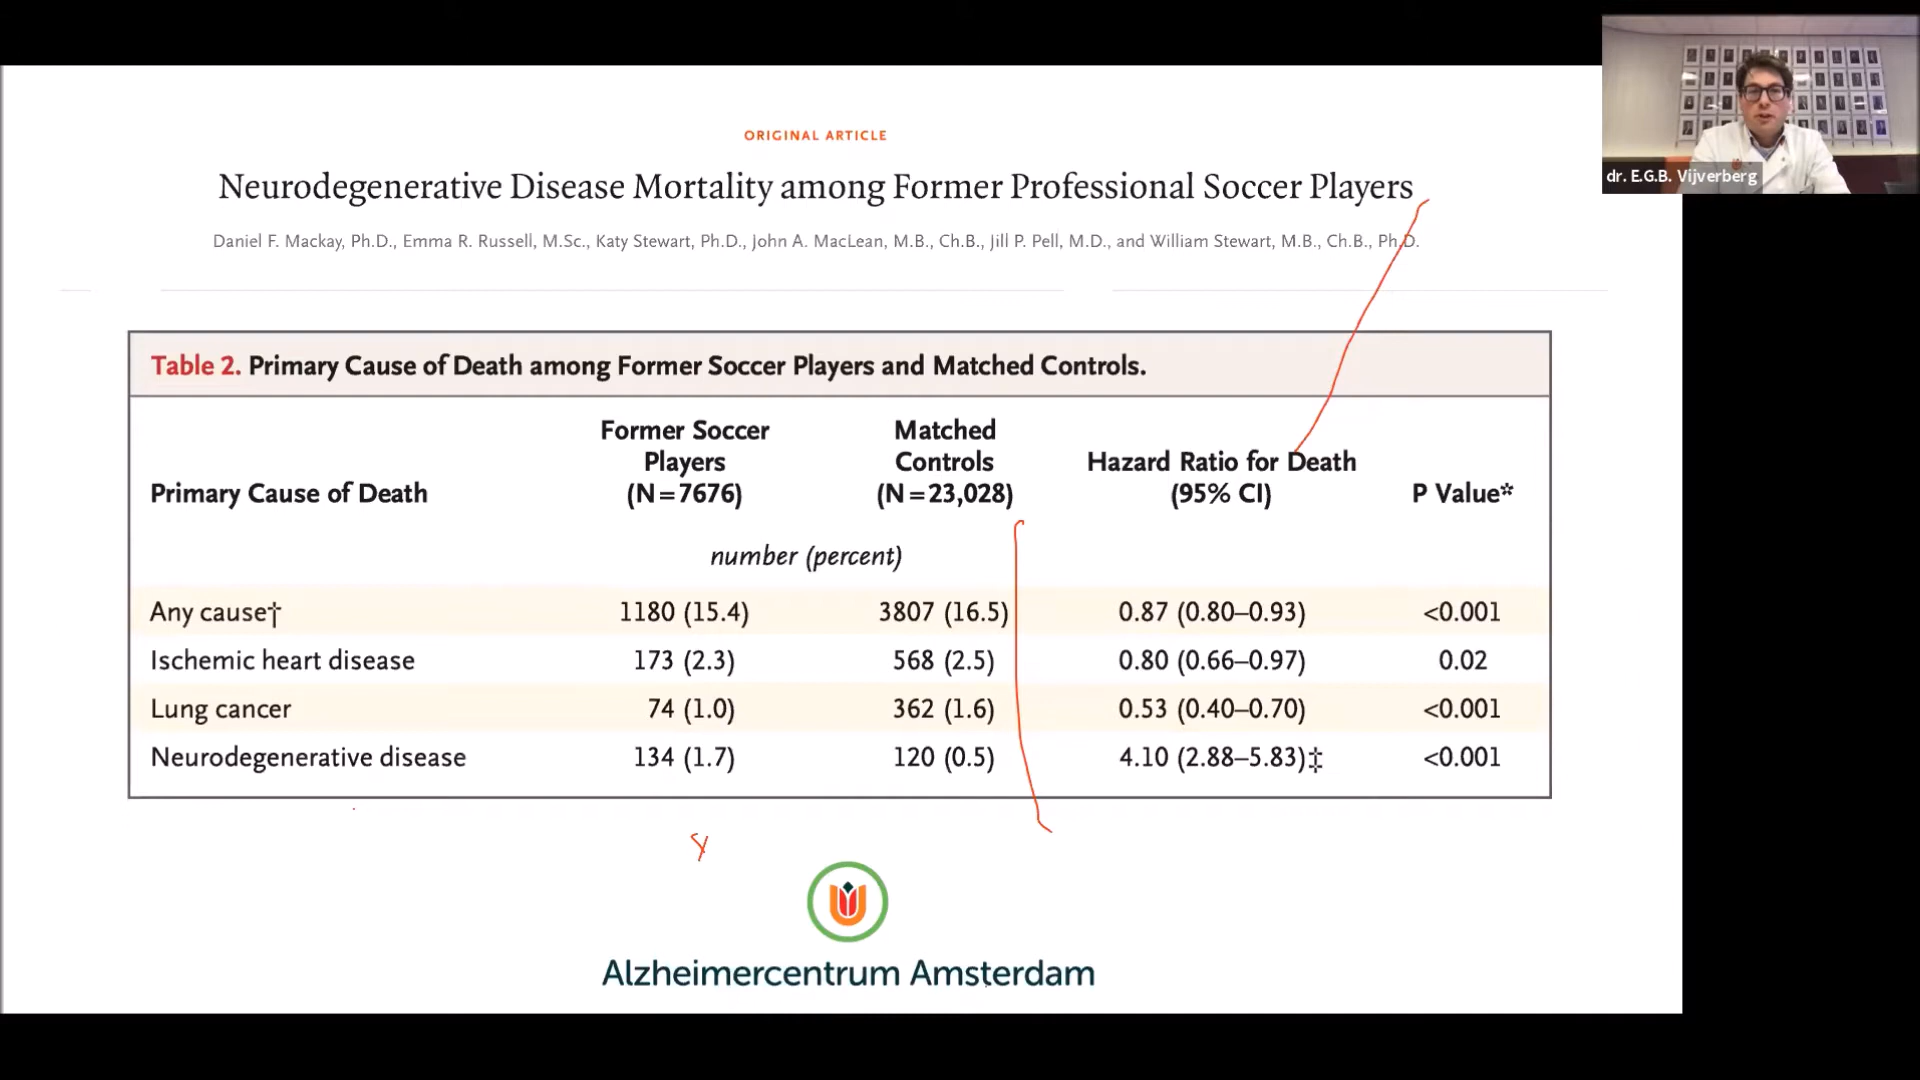 ORIGINAL ARTICLE
Neurodegenerative Disease Mortality among Former Professional Soccer Players
Daniel F. Mackay, Ph.D., Emma R. Russell, M.Sc., Katy Stewart, Ph.D., John A. MacLean, M.B., Ch.B., Jill P. Pell, M.D., and William Stewart, M.B., Ch.B., Ph.D.
dr. E.G.B. Vijverberg
Table 2. Primary Cause of Death among Former Soccer Players and Matched Controls.
Primary Cause of Death
Former Soccer
Players
(N=7676)
Matched
Controls
(N=23,028)
Hazard Ratio for Death
(95% CI)
P Value*
number (percent)
Any cause† 1180 (15.4) 3807 (16.5) 0.87 (0.80–0.93) <0.001
Ischemic heart disease 173 (2.3) 568 (2.5) 0.80 (0.66–0.97) 0.02
Lung cancer 74 (1.0) 362 (1.6) 0.53 (0.40–0.70) <0.001
Neurodegenerative disease 134 (1.7) 120 (0.5) 4.10 (2.88–5.83)‡ <0.001
Alzheimercentrum Amsterdam